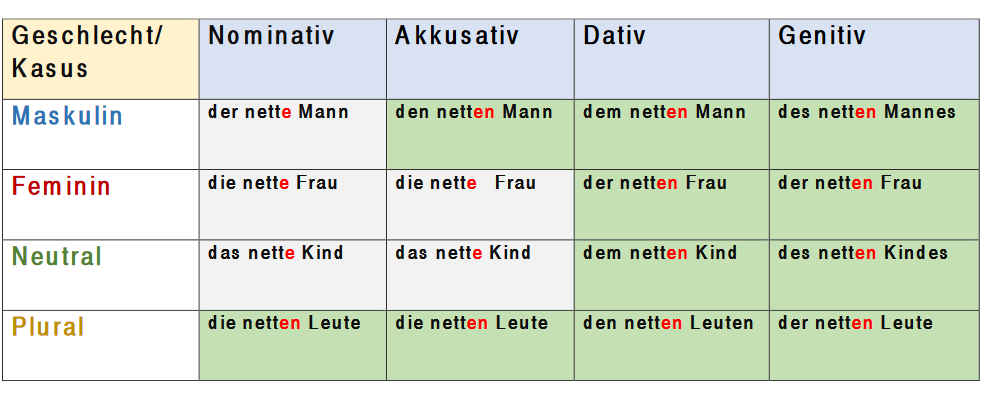 Geschlecht/ Nominativ Akkusativ Dativ Genitiv
Kasus
Maskulin der nette Mann den netten Mann dem netten Mann des netten Mannes
Feminin die nette Frau die nette Frau der netten Frau der netten Frau
Neutral das nette Kind das nette Kind dem netten Kind des netten Kindes
Plural die netten Leute die netten Leute den netten Leuten der netten Leute